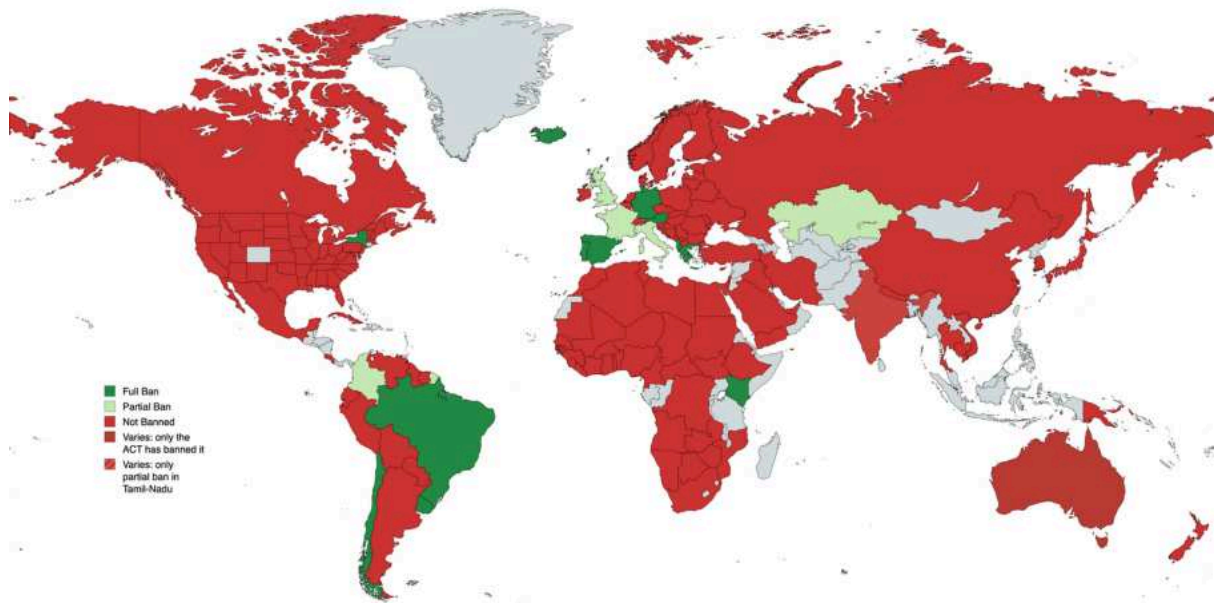 Full Ban
Partial Ban
Not Banned
Varies: only the
ACT has banned it
Varies: only
partial ban in
Tamil-Nadu